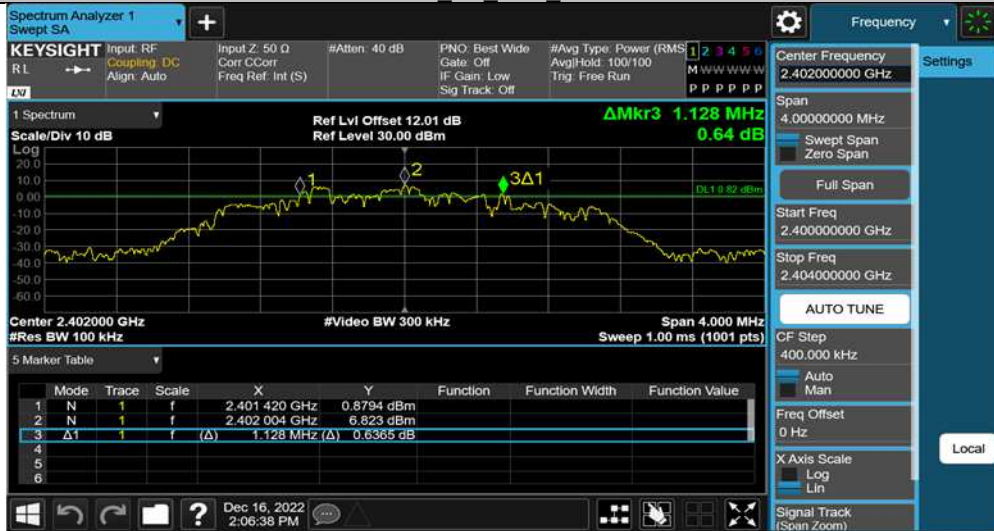 Spectrum Analyzer 1
Swept SA
+
Frequency
KEYSIGHT
RL
LXI
Input: RF
Coupling: DC
Align: Auto
Input Z: 50 Ω
Corr CCorr
Freq Ref: Int (S)
#Atten: 40 dB
PNO: Best Wide
Gate: Off
IF Gain: Low
Sig Track: Off
#Avg Type: Power (RMS
Avg|Hold: 100/100
Trig: Free Run
1 2 3 4 5 6
M W W W W W
P P P P P P
1 Spectrum
Scale/Div 10 dB
Ref Lvl Offset 12.01 dB
Ref Level 30.00 dBm
ΔMkr3 1.128 MHz
0.64 dB
Log
20.0
10.0
0.00
-10.0
-20.0
-30.0
-40.0
-50.0
-60.0
1
2
3Δ1
DL1 0.82 dBm
Center 2.402000 GHz
#Res BW 100 kHz
#Video BW 300 kHz
Span 4.000 MHz
Sweep 1.00 ms (1001 pts)
5 Marker Table
Mode Trace Scale X Y Function Function Width Function Value
1 N 1 f 2.401 420 GHz 0.8794 dBm
2 N 1 f 2.402 004 GHz 6.823 dBm
3 Δ1 1 f (Δ) 1.128 MHz (Δ) 0.6365 dB
4
5
6
?
Dec 16, 2022
2:06:38 PM
Center Frequency
2.402000000 GHz
Span
4.00000000 MHz
Swept Span
Zero Span
Full Span
Start Freq
2.400000000 GHz
Stop Freq
2.404000000 GHz
AUTO TUNE
CF Step
400.000 kHz
Auto
Man
Freq Offset
0 Hz
X Axis Scale
Log
Lin
Signal Track
(Span Zoom)
Settings
Local